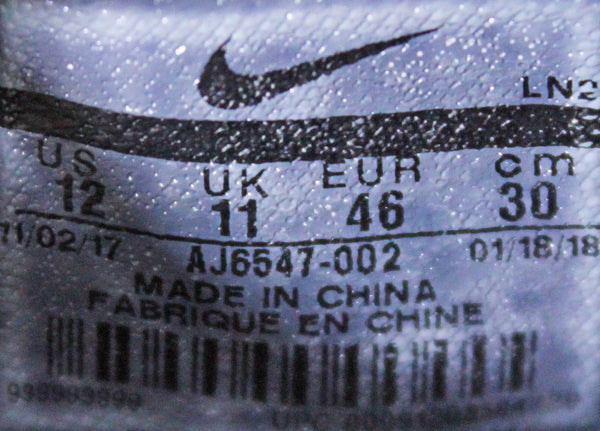 LN2
US UK EUR cm
12 11 46 30
11/02/17 AJ6547-002 01/18/18
MADE IN CHINA
FABRIQUE EN CHINE